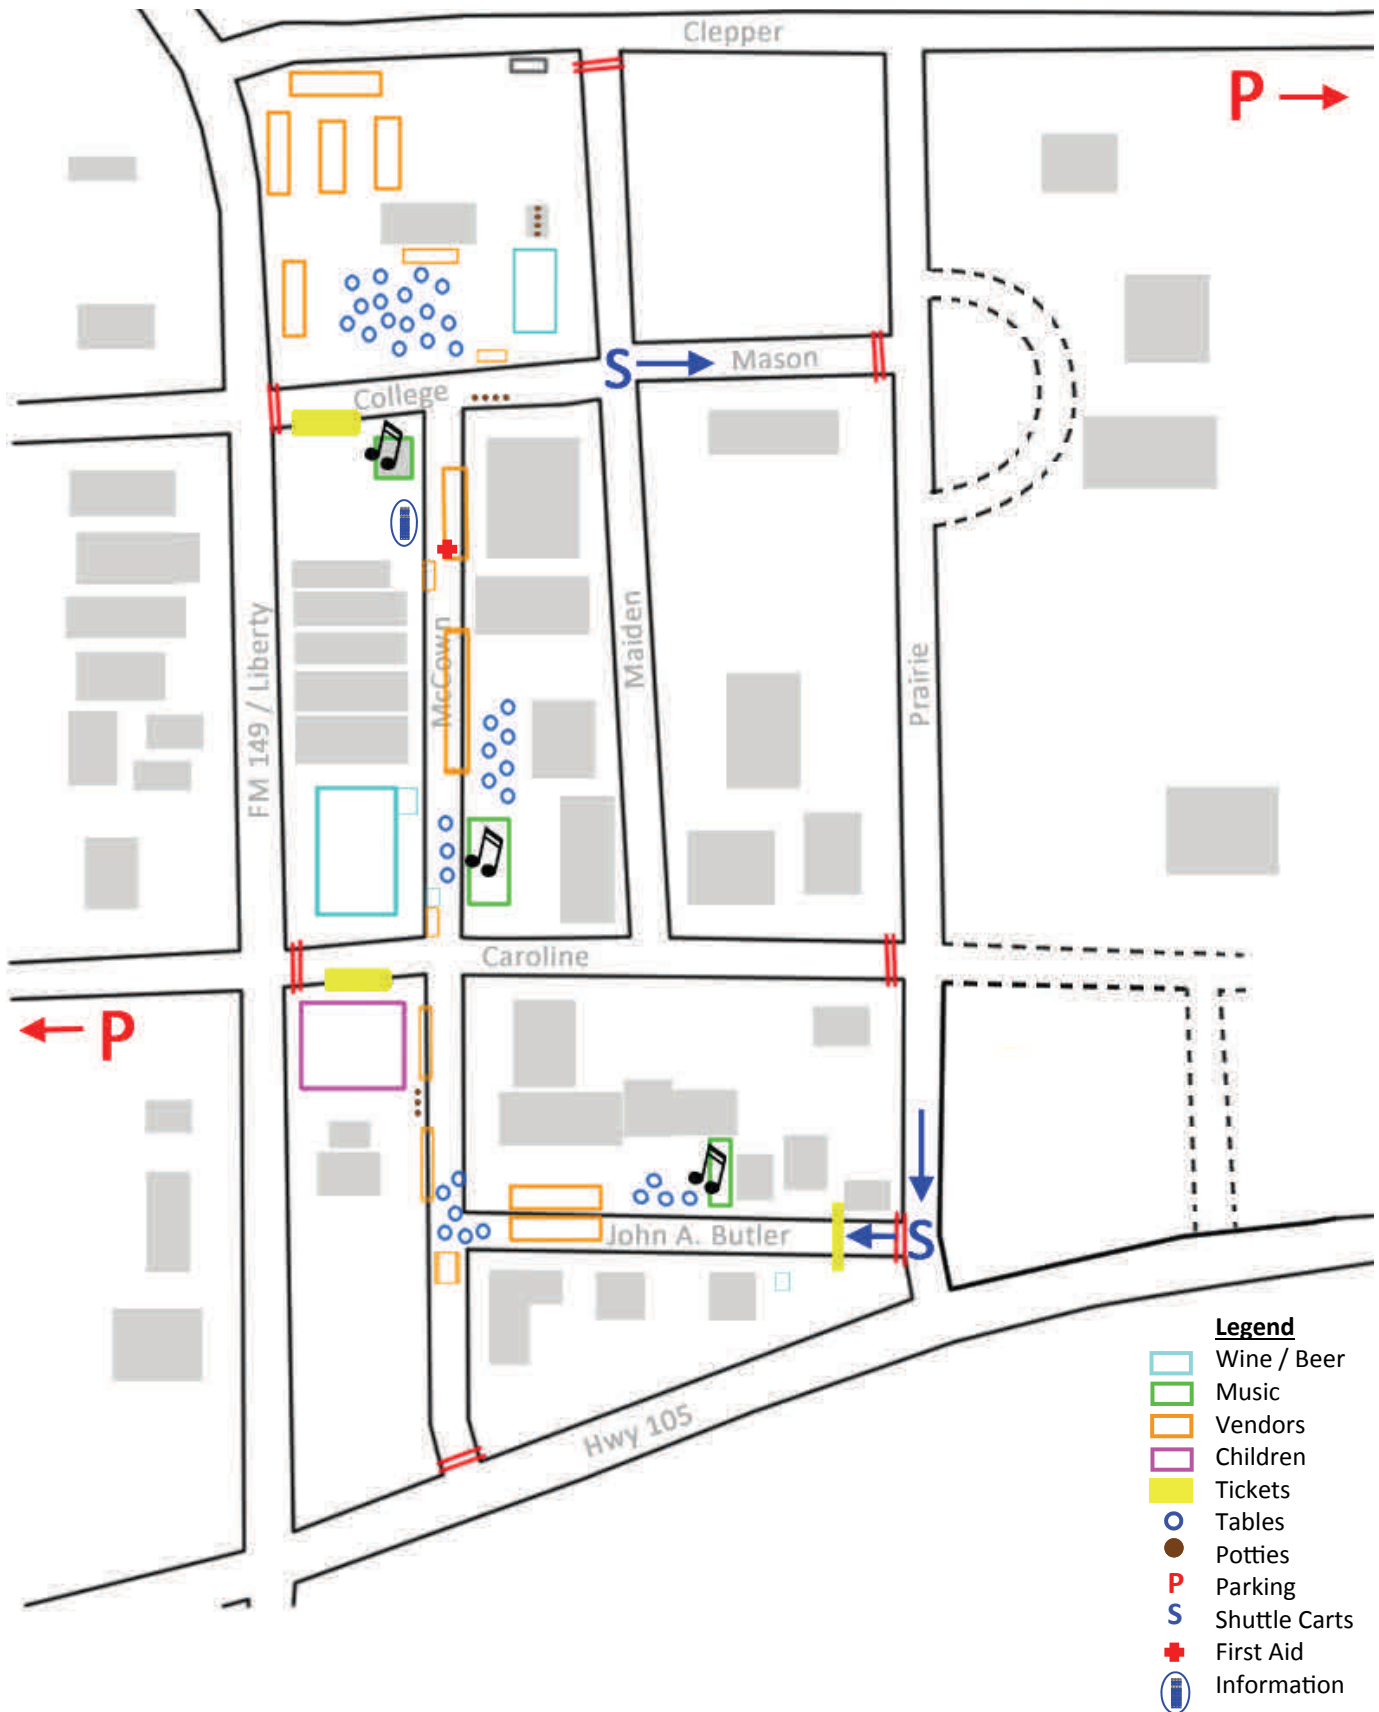 Clepper
P
S
Mason
College
McCown
Maiden
FM 149 / Liberty
Prairie
Caroline
P
John A. Butler
S
Hwy 105
Legend
Wine / Beer
Music
Vendors
Children
Tickets
Tables
Potties
P Parking
S Shuttle Carts
First Aid
Information